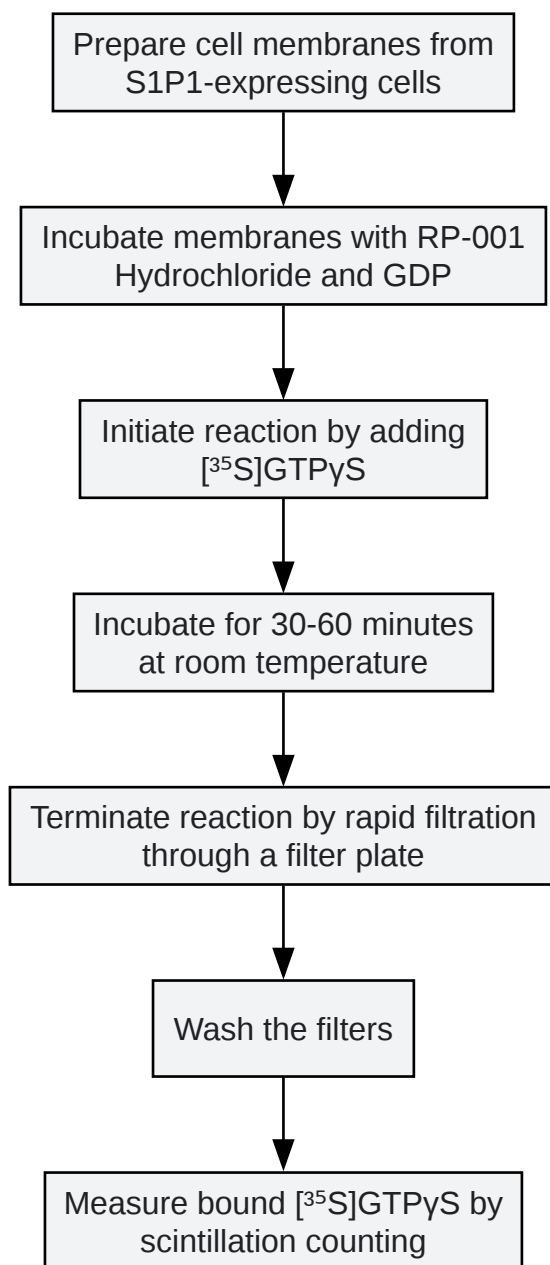 Prepare cell membranes from
S1P1-expressing cells
Incubate membranes with RP-001
Hydrochloride and GDP
Initiate reaction by adding
[³⁵S]GTPγS
Incubate for 30-60 minutes
at room temperature
Terminate reaction by rapid filtration
through a filter plate
Wash the filters
Measure bound [³⁵S]GTPγS by
scintillation counting